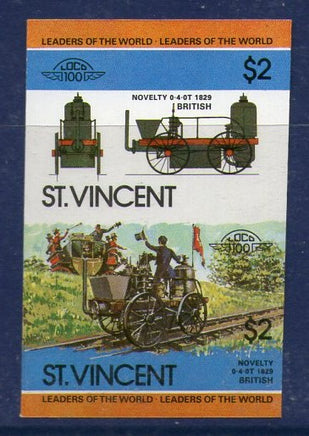 LEADERS OF THE WORLD · LEADERS OF THE WORLD
LOCO
100
$2
NOVELTY 0-4-0T 1829
BRITISH
ST. VINCENT
LOCO
100
$2
NOVELTY
0-4-0T 1829
BRITISH
ST. VINCENT
LEADERS OF THE WORLD · LEADERS OF THE WORLD